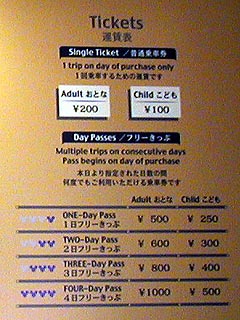 Tickets
運賃表
Single Ticket／普通乗車券
1 trip on day of purchase only
1回乗車するための運賃です
Adult おとな Child こども
¥200 ¥100
Day Passes／フリーきっぷ
Multiple trips on consecutive days
Pass begins on day of purchase
本日より指定された日数の間
何度でもご利用いただける乗車券です
Adult おとな Child こども
ONE-Day Pass ¥ 500 ¥ 250
1日フリーきっぷ
TWO-Day Pass ¥ 600 ¥ 300
2日フリーきっぷ
THREE-Day Pass ¥ 800 ¥ 400
3日フリーきっぷ
FOUR-Day Pass ¥1000 ¥ 500
4日フリーきっぷ